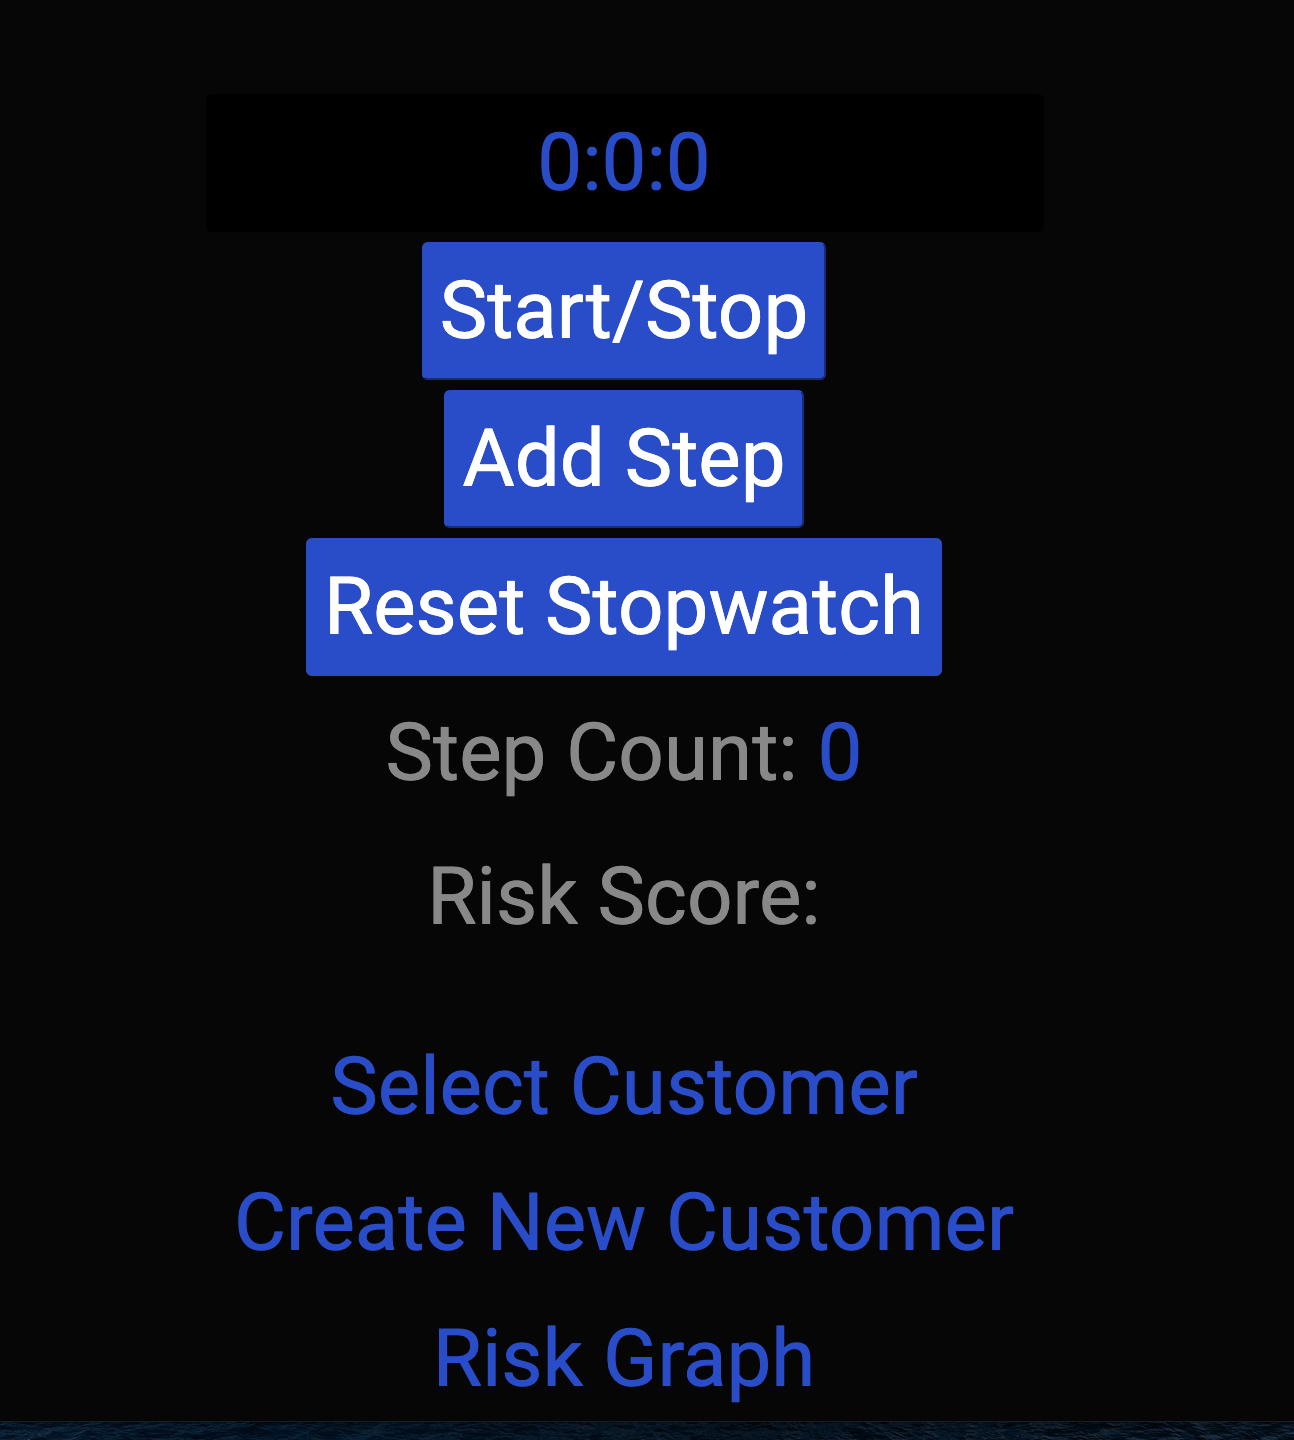 0:0:0
Start/Stop
Add Step
Reset Stopwatch
Step Count: 0
Risk Score:
Select Customer
Create New Customer
Risk Graph